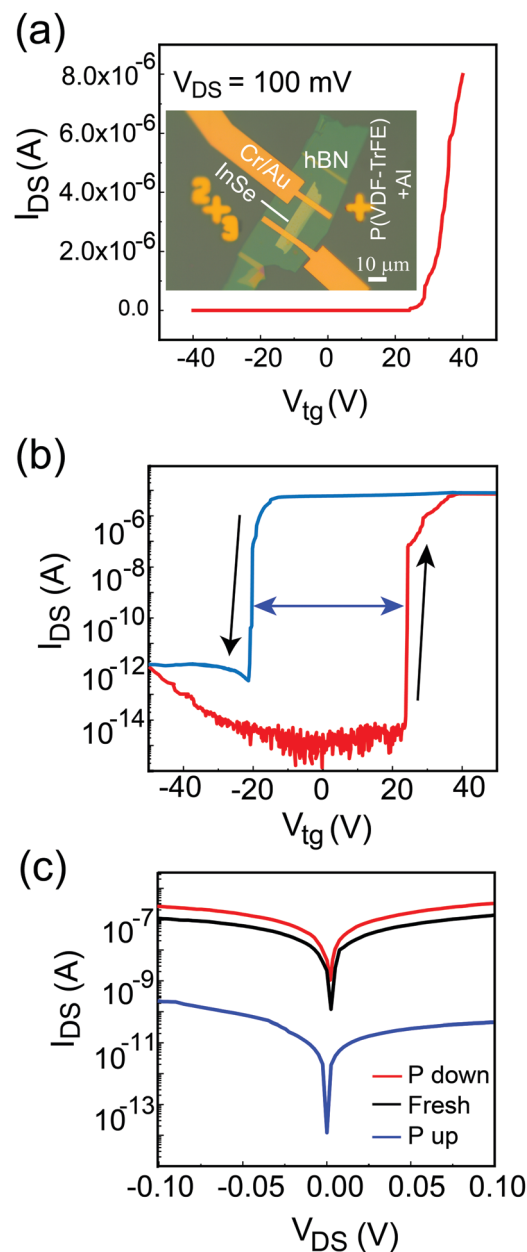 (a)
V_DS = 100 mV
8.0x10^-6
6.0x10^-6
4.0x10^-6
2.0x10^-6
0.0
I_DS (A)
Cr/Au
hBN
InSe
P(VDF-TrFE)
+Al
2x3
+
10 μm
-40 -20 0 20 40
V_tg (V)
(b)
10^-6
10^-8
10^-10
10^-12
10^-14
I_DS (A)
-40 -20 0 20 40
V_tg (V)
(c)
10^-7
10^-9
10^-11
10^-13
I_DS (A)
P down
Fresh
P up
-0.10 -0.05 0.00 0.05 0.10
V_DS (V)